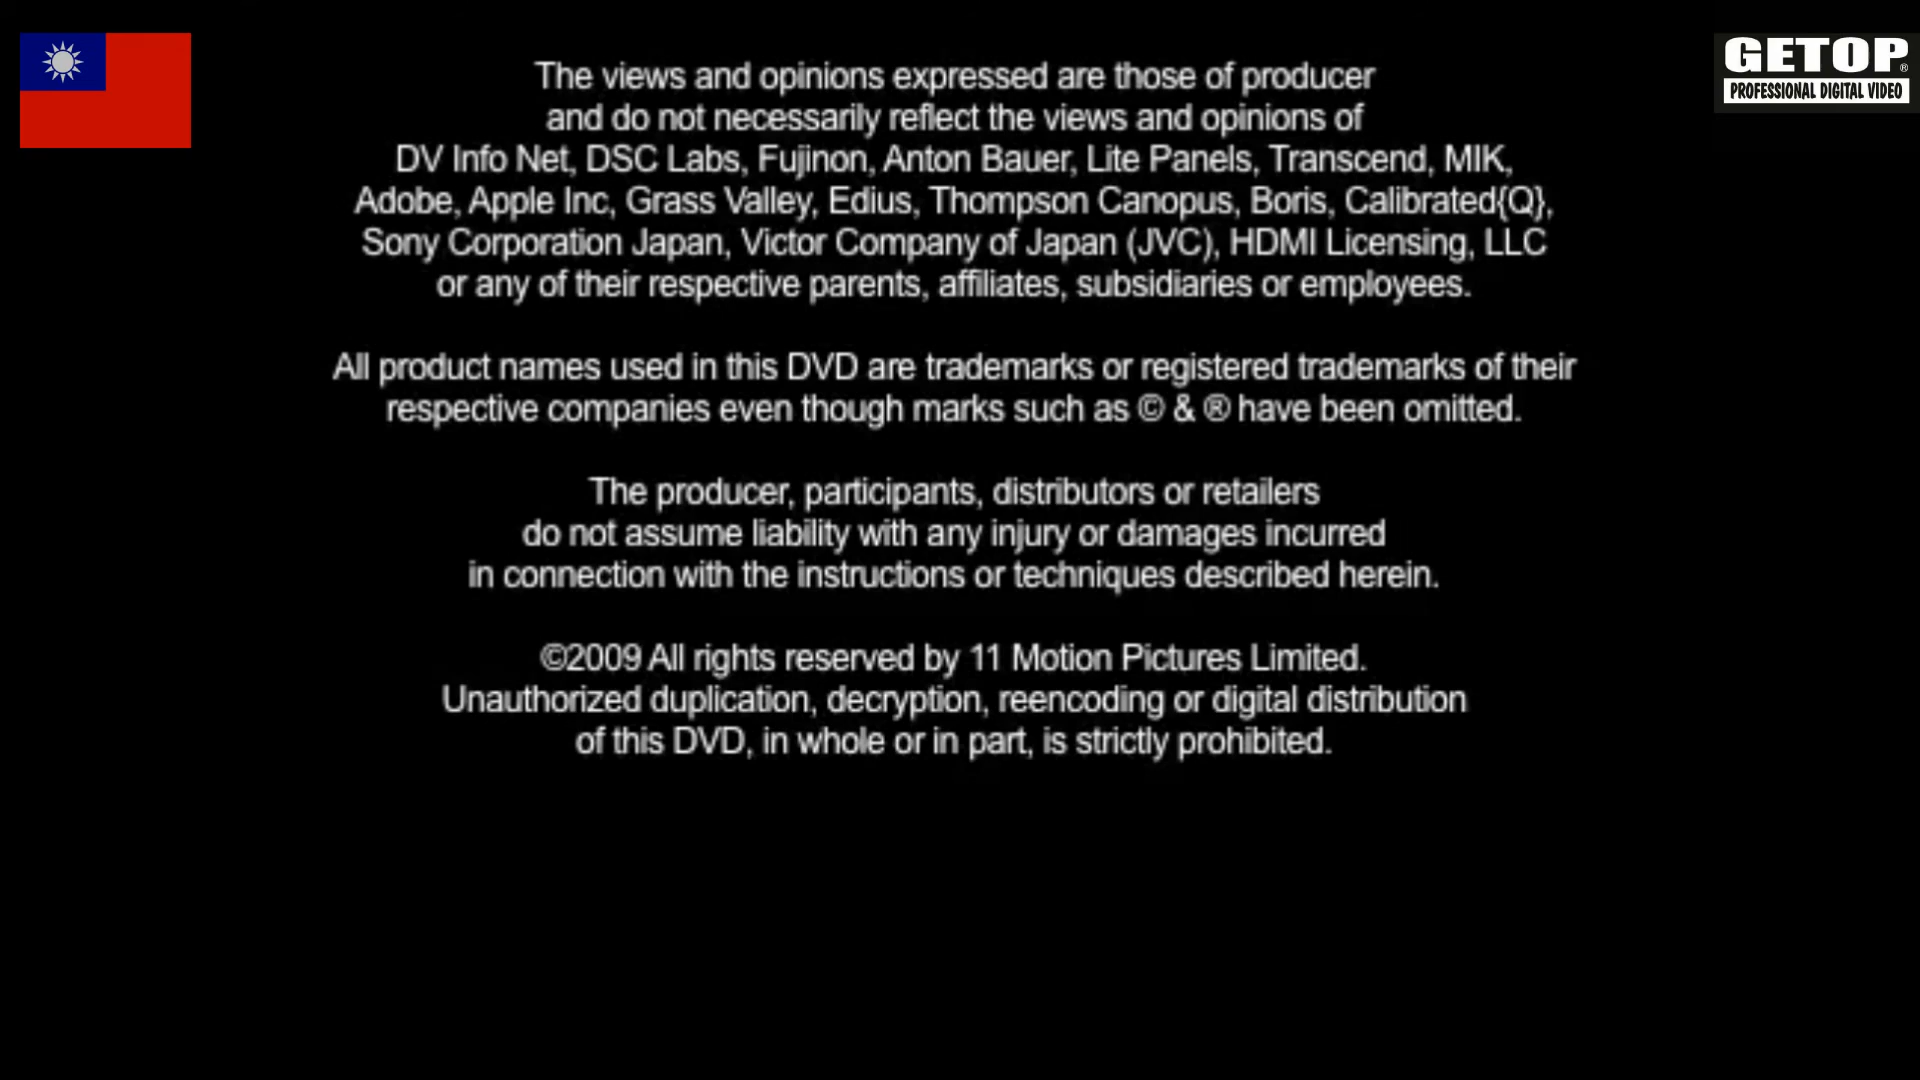 GETOP®
PROFESSIONAL DIGITAL VIDEO
The views and opinions expressed are those of producer
and do not necessarily reflect the views and opinions of
DV Info Net, DSC Labs, Fujinon, Anton Bauer, Lite Panels, Transcend, MIK,
Adobe, Apple Inc, Grass Valley, Edius, Thompson Canopus, Boris, Calibrated{Q},
Sony Corporation Japan, Victor Company of Japan (JVC), HDMI Licensing, LLC
or any of their respective parents, affiliates, subsidiaries or employees.
All product names used in this DVD are trademarks or registered trademarks of their
respective companies even though marks such as © & ® have been omitted.
The producer, participants, distributors or retailers
do not assume liability with any injury or damages incurred
in connection with the instructions or techniques described herein.
©2009 All rights reserved by 11 Motion Pictures Limited.
Unauthorized duplication, decryption, reencoding or digital distribution
of this DVD, in whole or in part, is strictly prohibited.